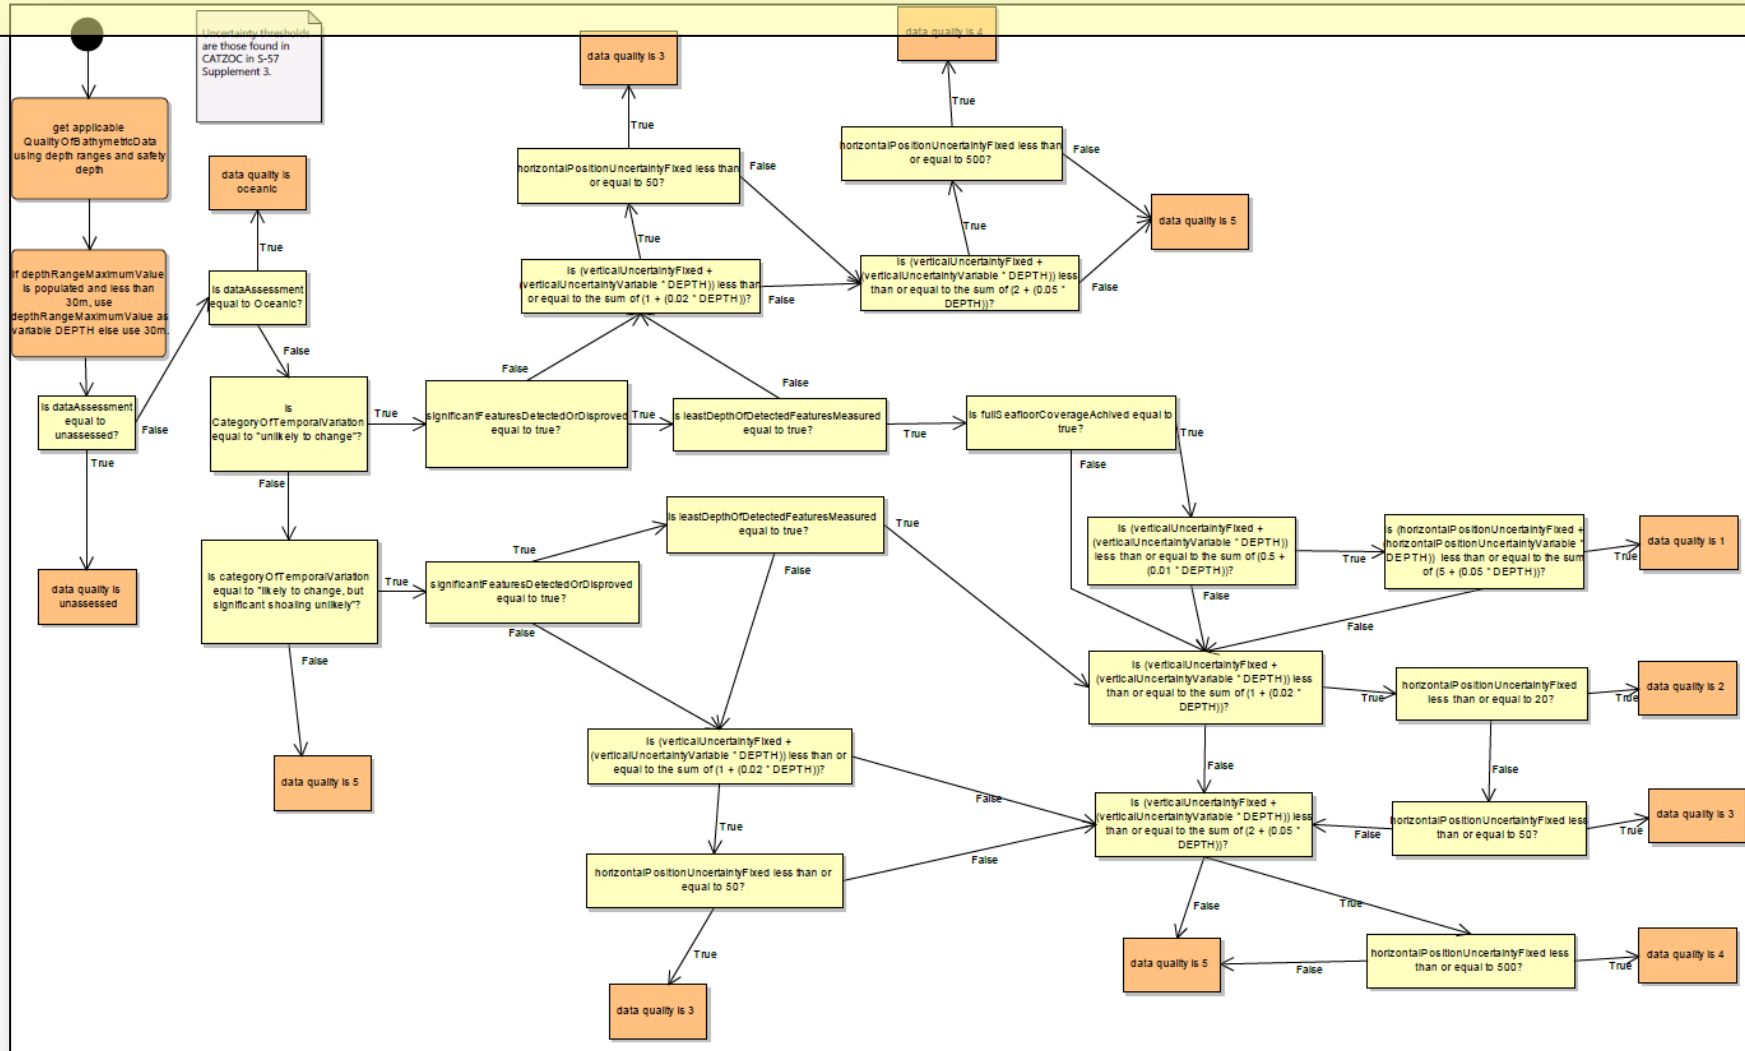 Uncertainty thresholds
are those found in
CATZOC in S-57
Supplement 3.
get applicable
QualityOfBathymetricData
using depth ranges and safety
depth
If depthRangeMaximumValue
is populated and less than
30m, use
depthRangeMaximumValue as
variable DEPTH else use 30m.
Is dataAssessment
equal to
unassessed?
False
True
data quality is
unassessed
data quality is
oceanic
True
Is dataAssessment
equal to Oceanic?
False
Is
CategoryOfTemporalVariation
equal to "unlikely to change"?
True
False
Is categoryOfTemporalVariation
equal to "likely to change, but
significant shoaling unlikely"?
True
False
data quality is 5
data quality is 3
True
horizontalPositionUncertaintyFixed less than
or equal to 50?
False
True
Is (verticalUncertaintyFixed +
(verticalUncertaintyVariable * DEPTH)) less than
or equal to the sum of (1 + (0.02 * DEPTH))?
False
data quality is 4
True
horizontalPositionUncertaintyFixed less than
or equal to 500?
False
True
data quality is 5
Is (verticalUncertaintyFixed +
(verticalUncertaintyVariable * DEPTH)) less
than or equal to the sum of (2 + (0.05 *
DEPTH))?
False
False
False
significantFeaturesDetectedOrDisproved
equal to true?
True
Is leastDepthOfDetectedFeaturesMeasured
equal to true?
True
Is fullSeafloorCoverageAchived equal to
true?
True
False
Is (verticalUncertaintyFixed +
(verticalUncertaintyVariable * DEPTH))
less than or equal to the sum of (0.5 +
(0.01 * DEPTH))?
True
Is (horizontalPositionUncertaintyFixed +
(horizontalPositionUncertaintyVariable *
DEPTH)) less than or equal to the sum
of (5 + (0.05 * DEPTH))?
True
data quality is 1
False
False
Is leastDepthOfDetectedFeaturesMeasured
equal to true?
True
True
False
significantFeaturesDetectedOrDisproved
equal to true?
False
Is (verticalUncertaintyFixed +
(verticalUncertaintyVariable * DEPTH)) less
than or equal to the sum of (1 + (0.02 *
DEPTH))?
True
horizontalPositionUncertaintyFixed
less than or equal to 20?
True
data quality is 2
False
False
Is (verticalUncertaintyFixed +
(verticalUncertaintyVariable * DEPTH)) less than or
equal to the sum of (1 + (0.02 * DEPTH))?
False
True
Is (verticalUncertaintyFixed +
(verticalUncertaintyVariable * DEPTH)) less
than or equal to the sum of (2 + (0.05 *
DEPTH))?
False
horizontalPositionUncertaintyFixed less
than or equal to 50?
True
data quality is 3
horizontalPositionUncertaintyFixed less than or
equal to 50?
False
True
data quality is 3
False
True
data quality is 5
False
horizontalPositionUncertaintyFixed less
than or equal to 500?
True
data quality is 4